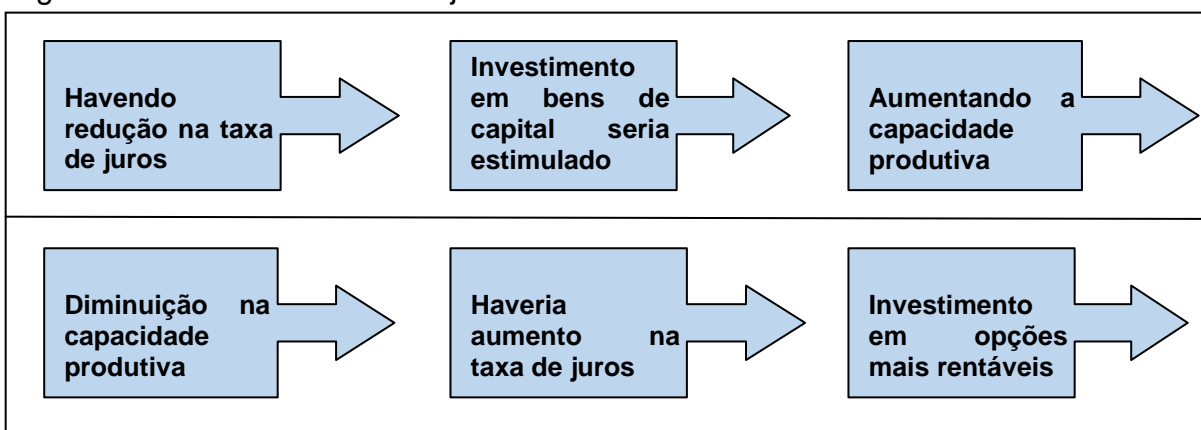 Havendo
redução na taxa
de juros
Investimento
em bens de
capital seria
estimulado
Aumentando a
capacidade
produtiva
Diminuição na
capacidade
produtiva
Haveria
aumento na
taxa de juros
Investimento
em opções
mais rentáveis